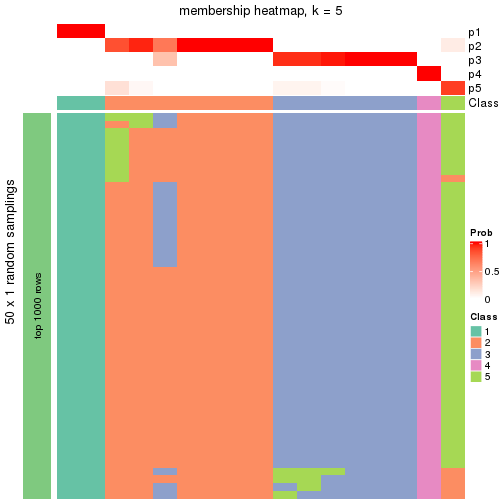 membership heatmap, k = 5
p1
p2
p3
p4
p5
Class
50 x 1 random samplings
top 1000 rows
Prob
1
0.5
0
Class
1
2
3
4
5